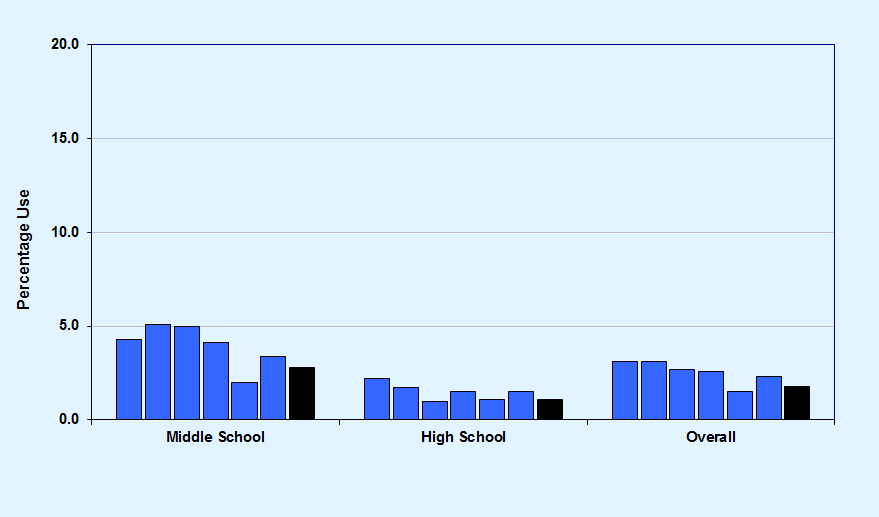 20.0
15.0
10.0
5.0
0.0
Percentage Use
Middle School
High School
Overall